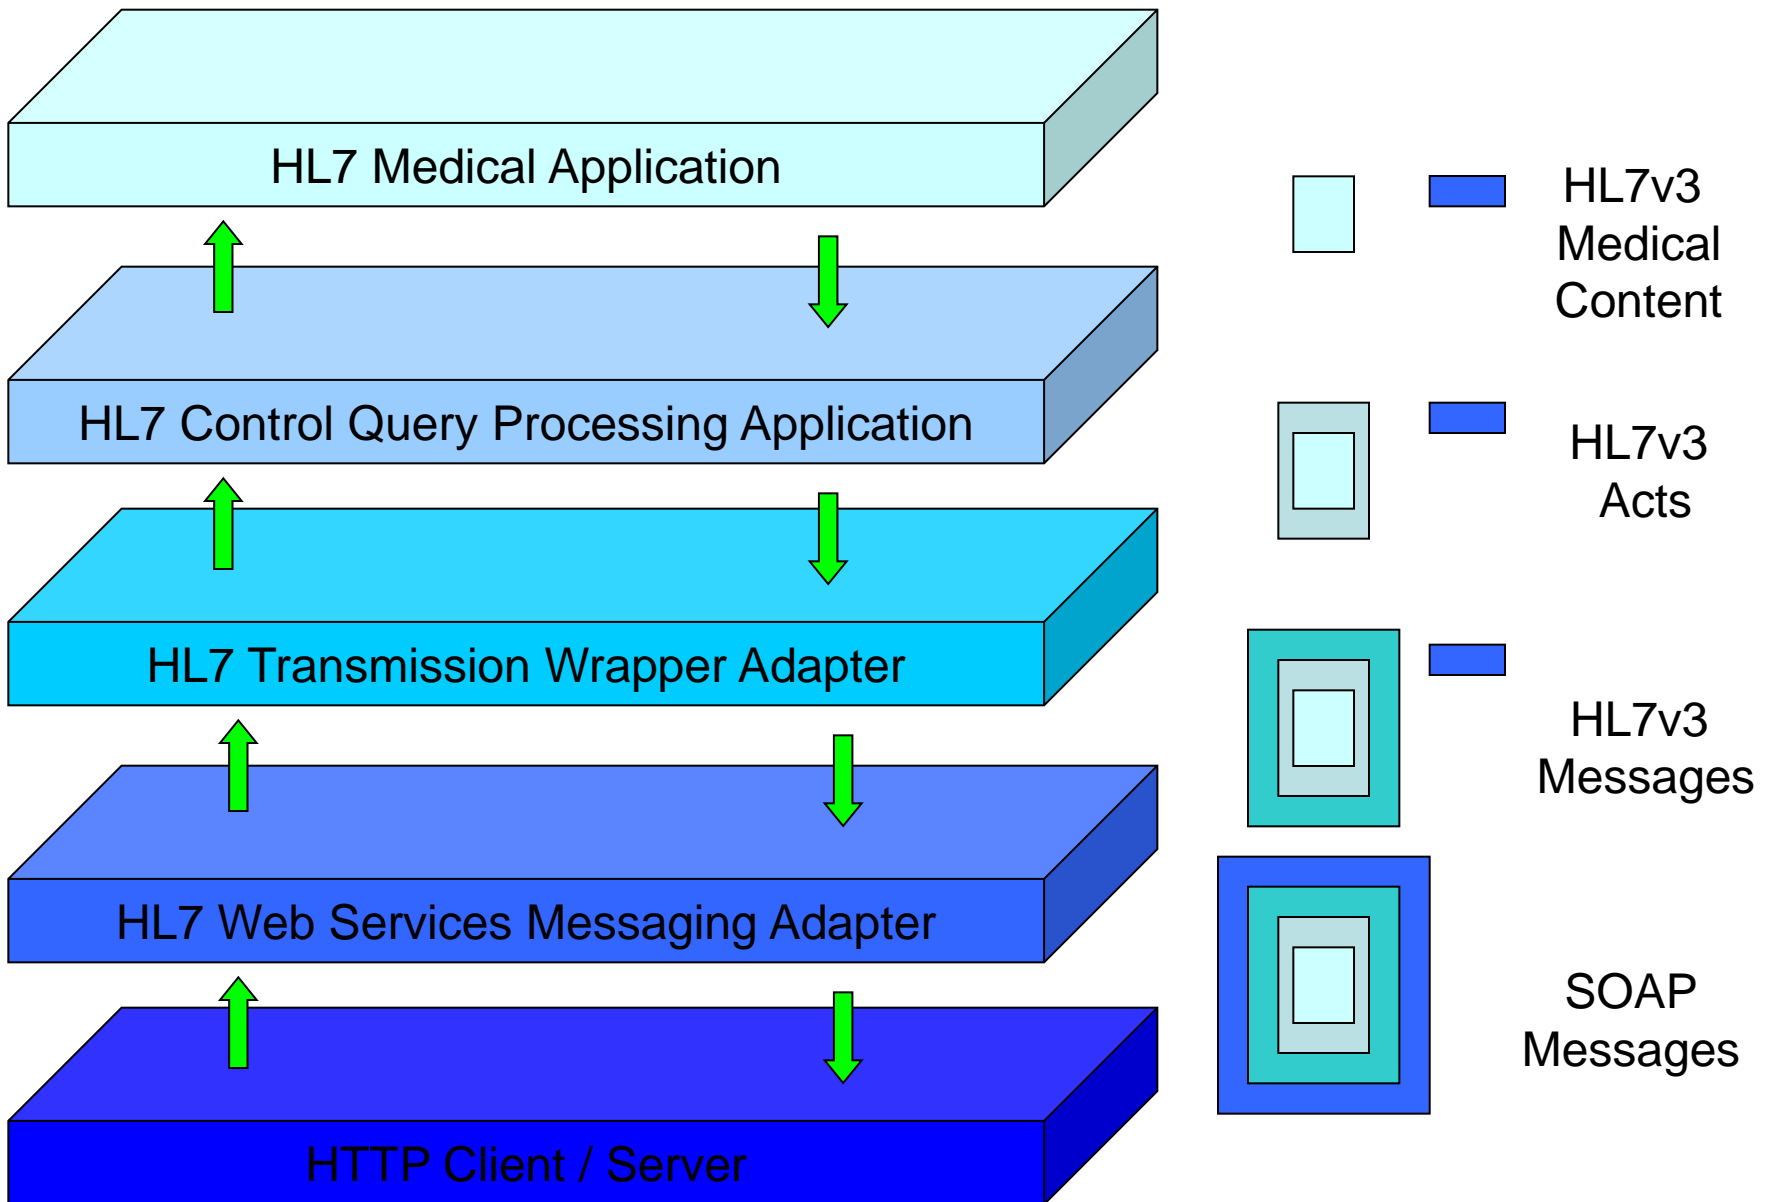 HL7 Medical Application
HL7 Control Query Processing Application
HL7 Transmission Wrapper Adapter
HL7 Web Services Messaging Adapter
HTTP Client / Server
HL7v3
Medical
Content
HL7v3
Acts
HL7v3
Messages
SOAP
Messages